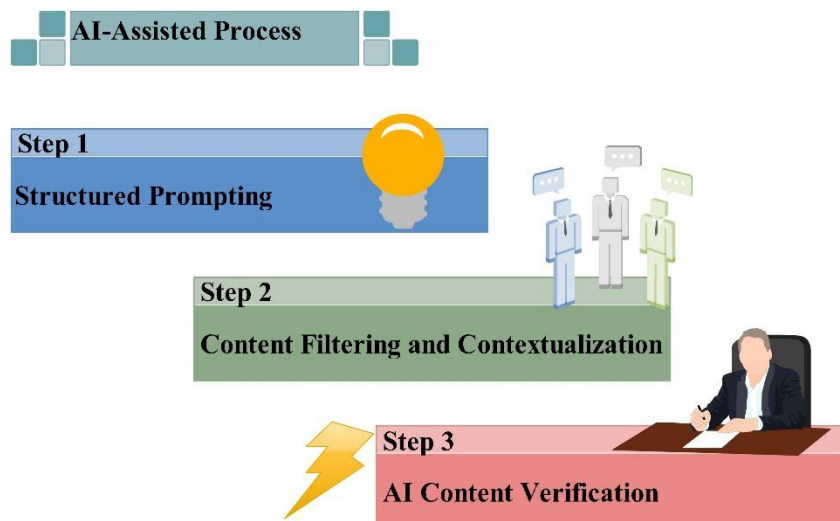 AI-Assisted Process
Step 1
Structured Prompting
Step 2
Content Filtering and Contextualization
Step 3
AI Content Verification